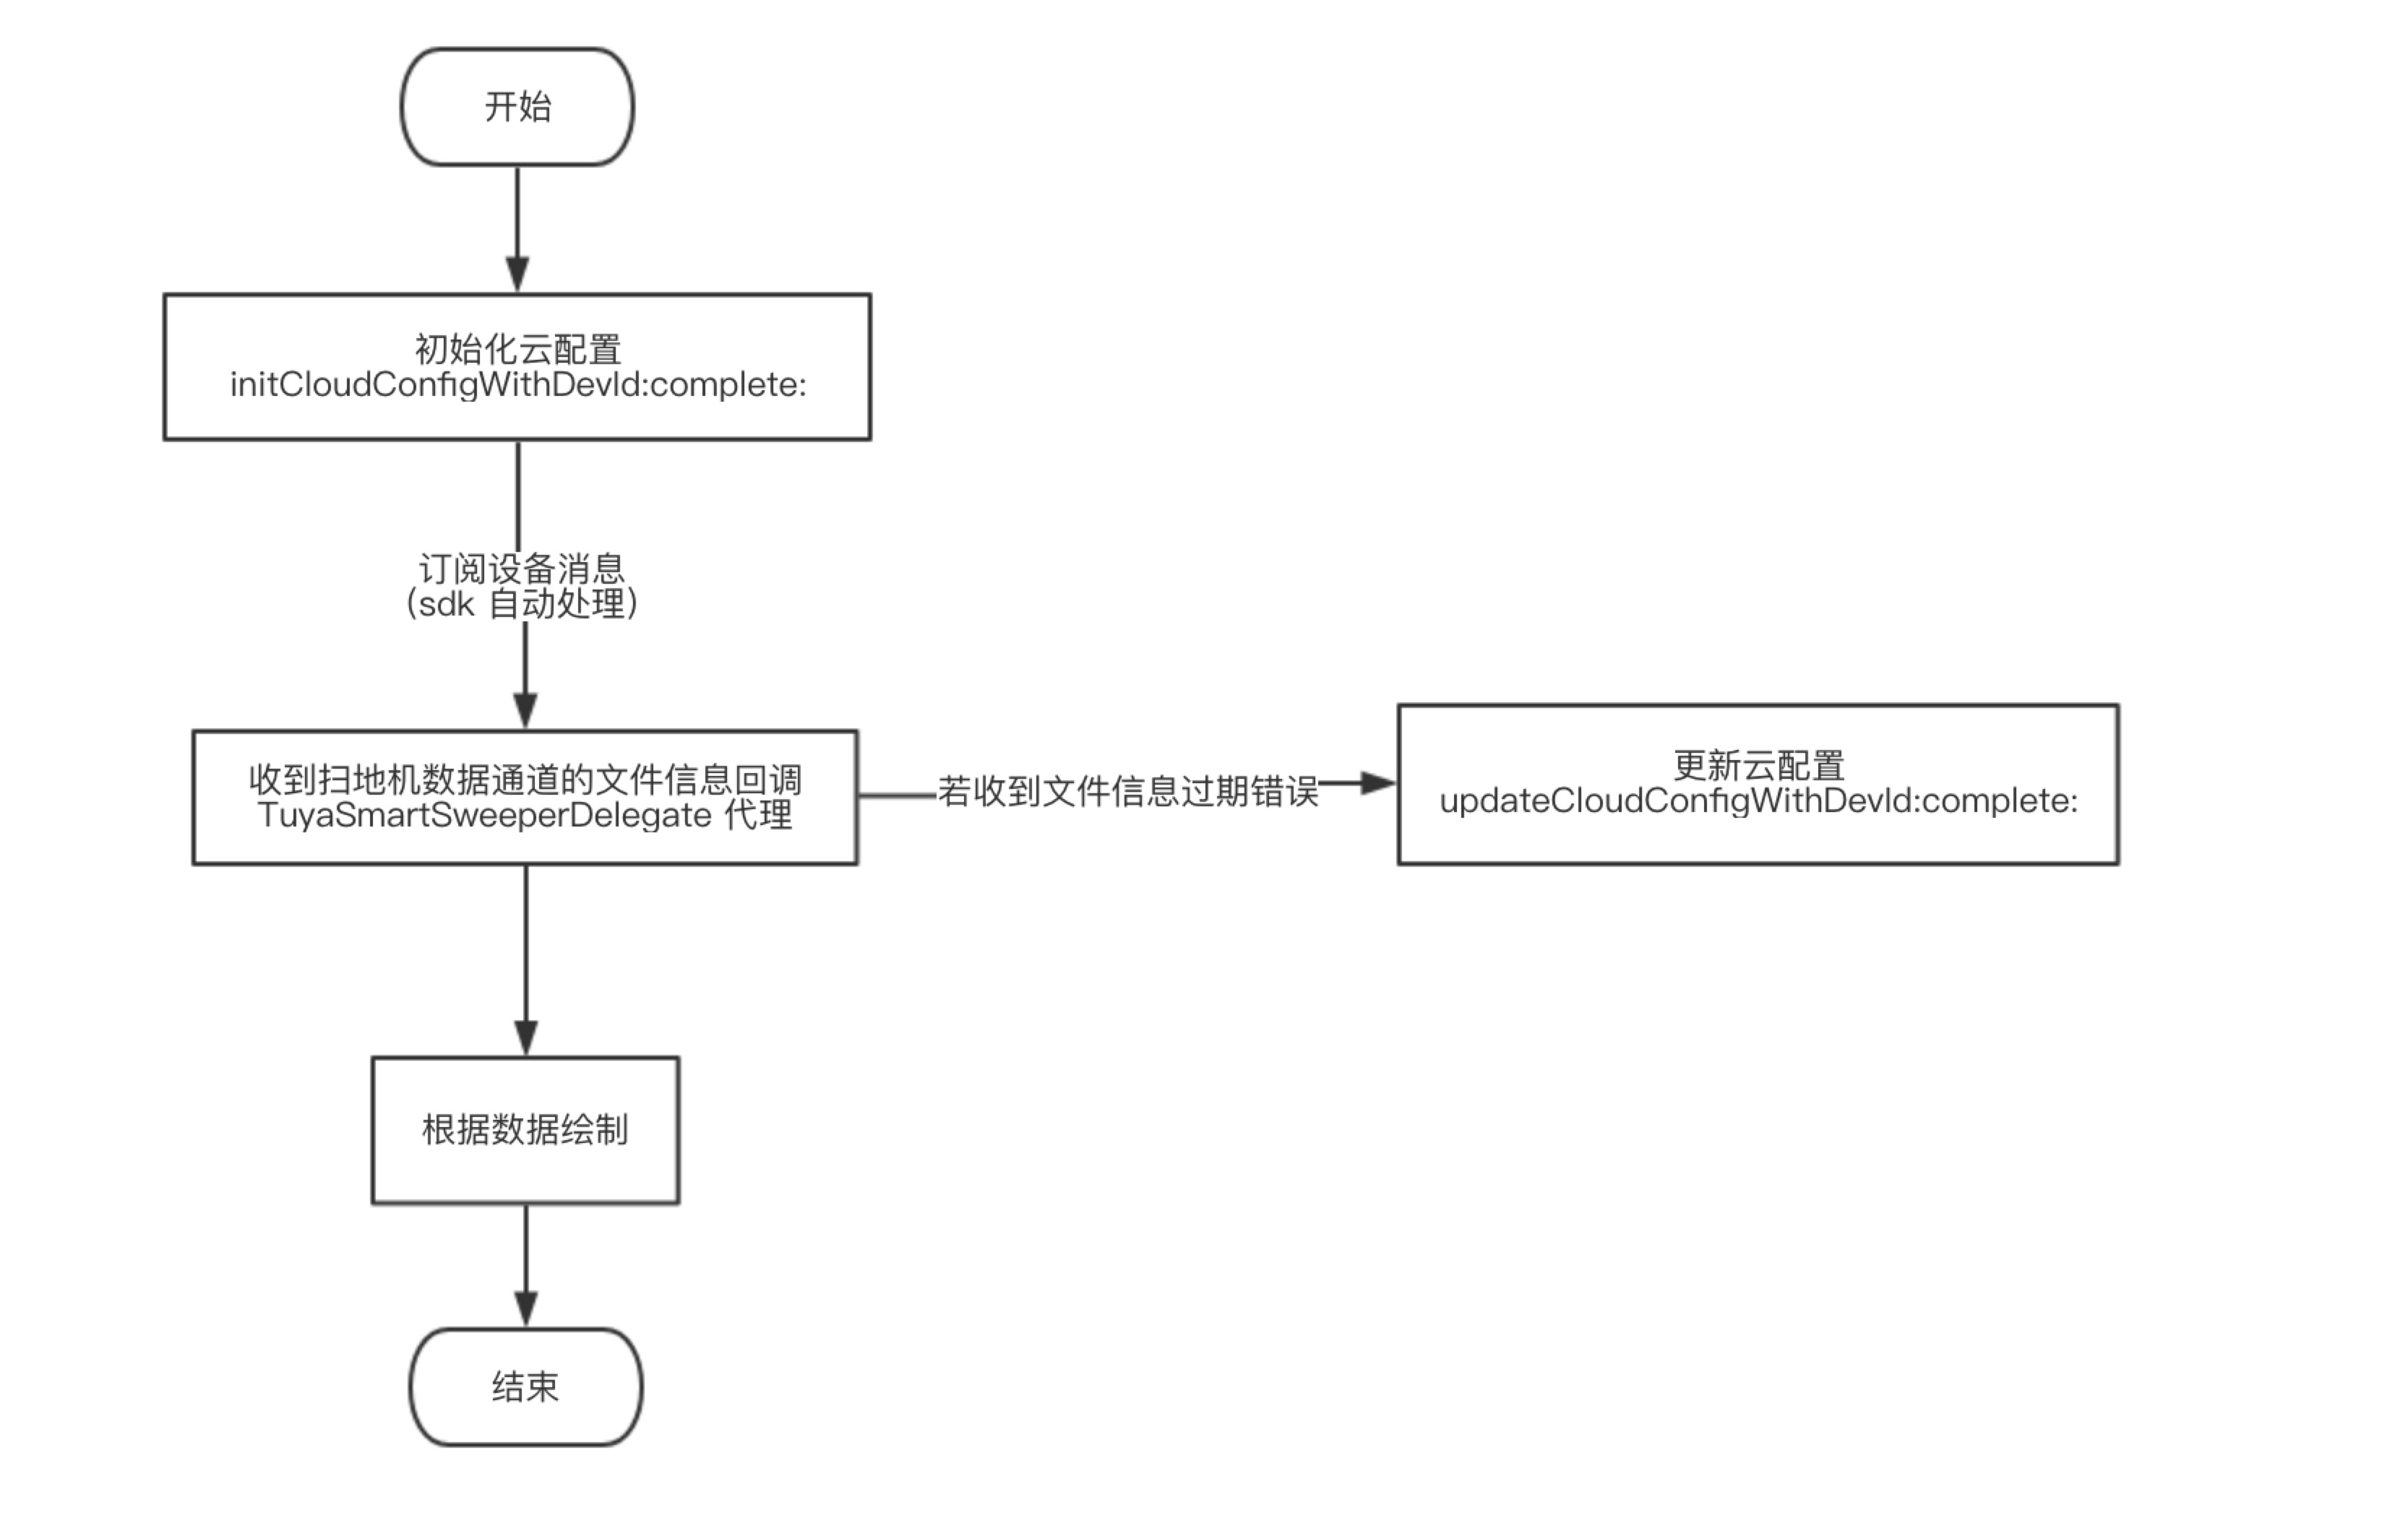 开始
初始化云配置
initCloudConfigWithDevId:complete:
订阅设备消息
(sdk 自动处理)
收到扫地机数据通道的文件信息回调
TuyaSmartSweeperDelegate 代理
若收到文件信息过期错误
更新云配置
updateCloudConfigWithDevId:complete:
根据数据绘制
结束